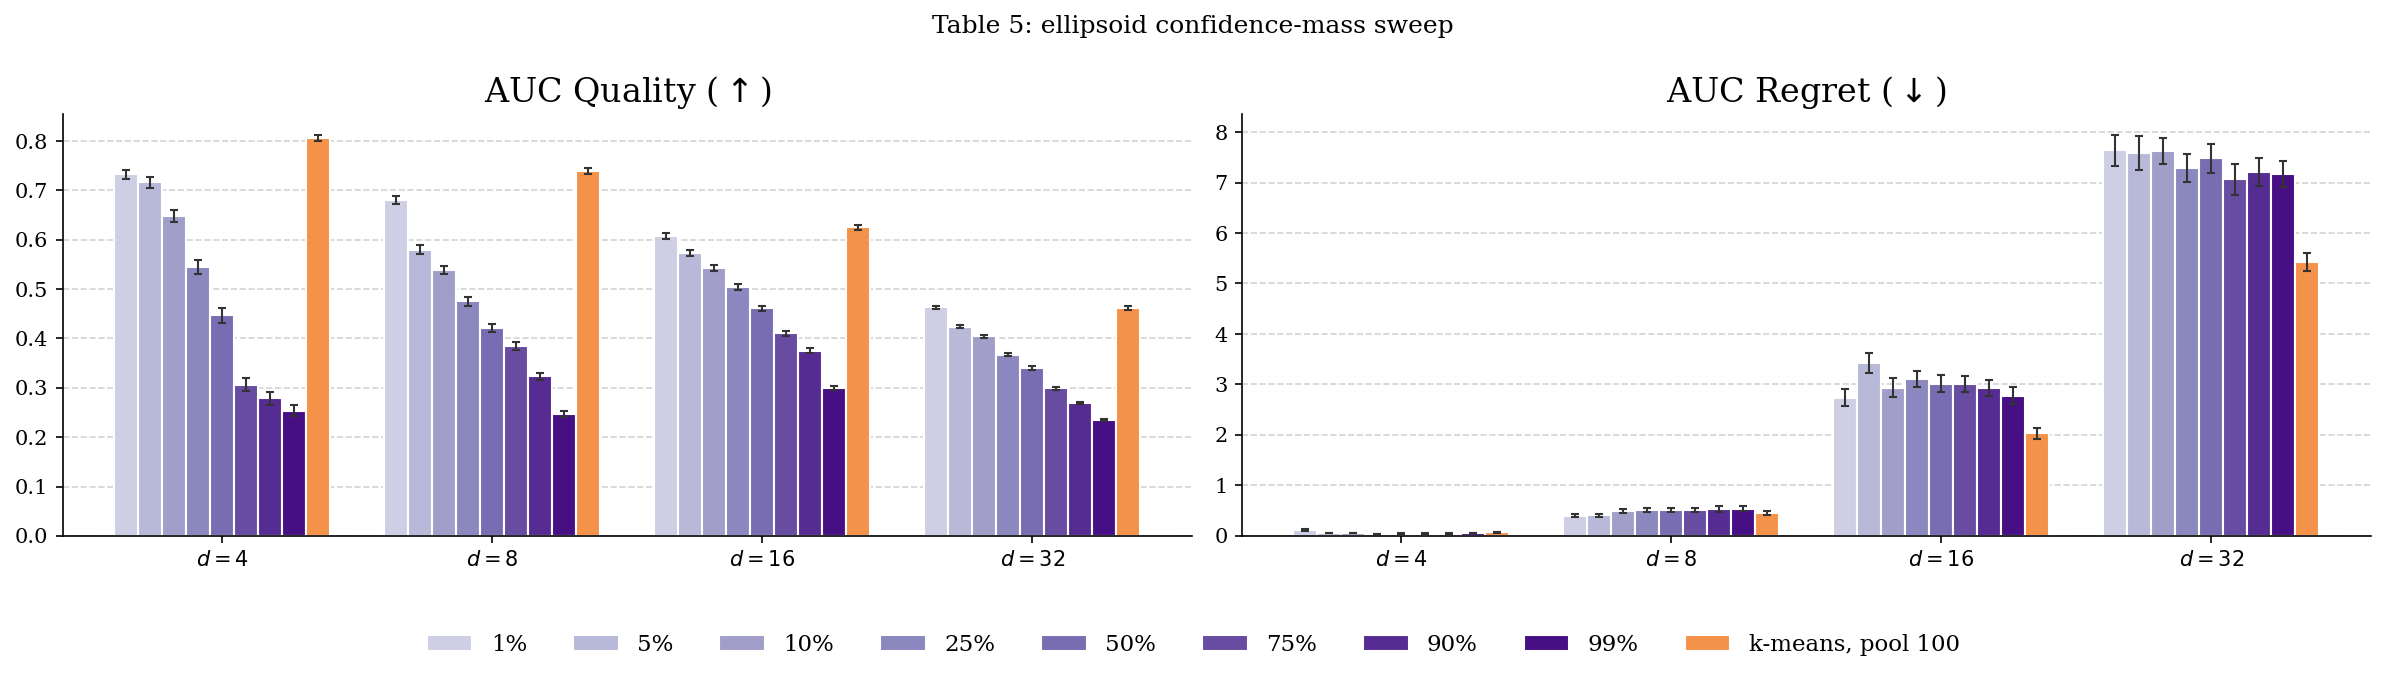 Table 5: ellipsoid confidence-mass sweep
AUC Quality ( ↑ )
0.8
0.7
0.6
0.5
0.4
0.3
0.2
0.1
0.0
d = 4
d = 8
d = 16
d = 32
AUC Regret ( ↓ )
8
7
6
5
4
3
2
1
0
d = 4
d = 8
d = 16
d = 32
1% 5% 10% 25% 50% 75% 90% 99% k-means, pool 100